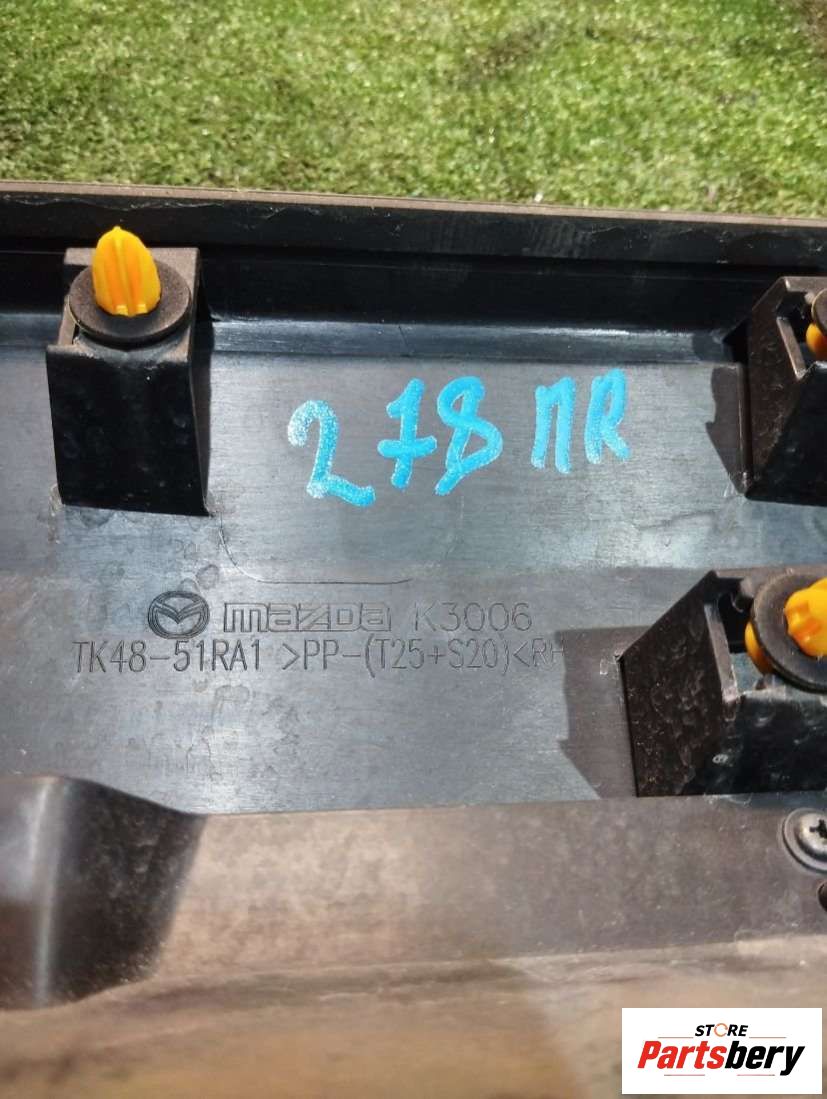 278 ПR
mazda K3006
TK48-51RA1 >PP-(T25+S20)<RH
STORE
Partsbery